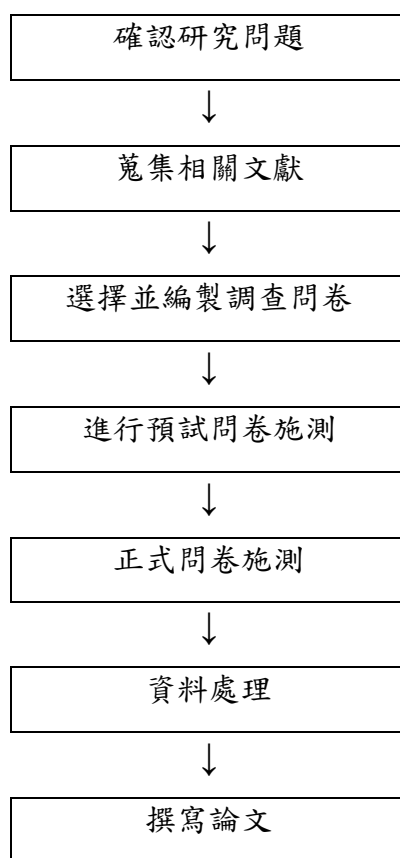 確認研究問題
↓
蒐集相關文獻
↓
選擇並編製調查問卷
↓
進行預試問卷施測
↓
正式問卷施測
↓
資料處理
↓
撰寫論文